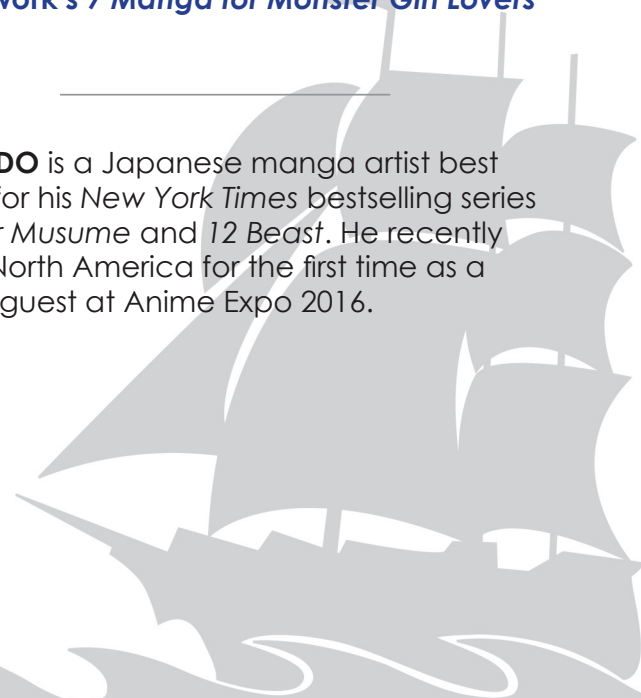 work's 7 Manga for Monster Girl Lovers
DO is a Japanese manga artist best
for his New York Times bestselling series
r Musume and 12 Beast. He recently
North America for the first time as a
guest at Anime Expo 2016.